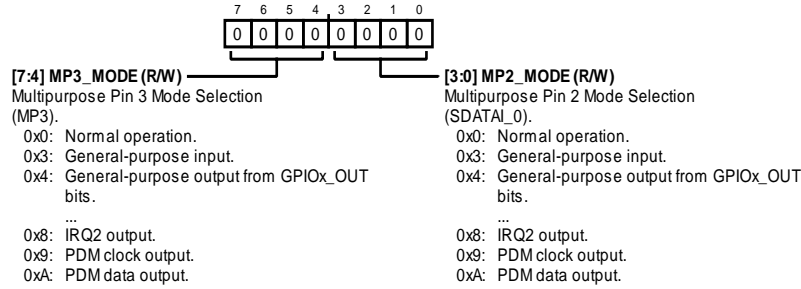 7 6 5 4 3 2 1 0
0 0 0 0 0 0 0 0
[7:4] MP3_MODE (R/W)
Multipurpose Pin 3 Mode Selection
(MP3).
0x0: Normal operation.
0x3: General-purpose input.
0x4: General-purpose output from GPIOx_OUT
bits.
...
0x8: IRQ2 output.
0x9: PDM clock output.
0xA: PDM data output.
[3:0] MP2_MODE (R/W)
Multipurpose Pin 2 Mode Selection
(SDATAI_0).
0x0: Normal operation.
0x3: General-purpose input.
0x4: General-purpose output from GPIOx_OUT
bits.
...
0x8: IRQ2 output.
0x9: PDM clock output.
0xA: PDM data output.